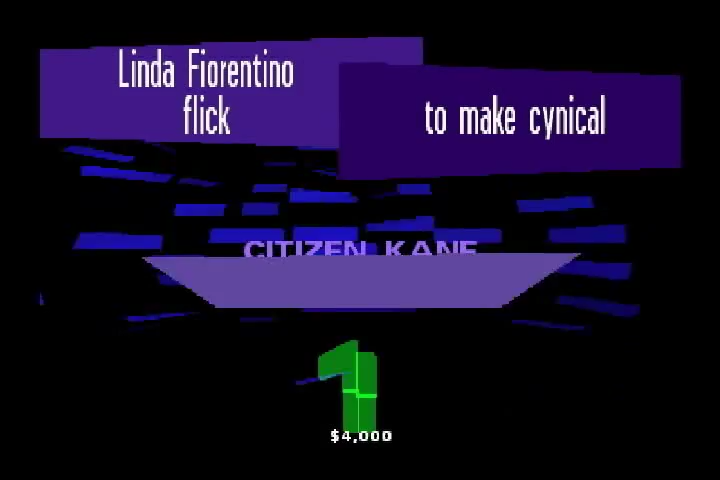 Linda Fiorentino
flick
to make cynical
CITIZEN KANE
1
$4,000